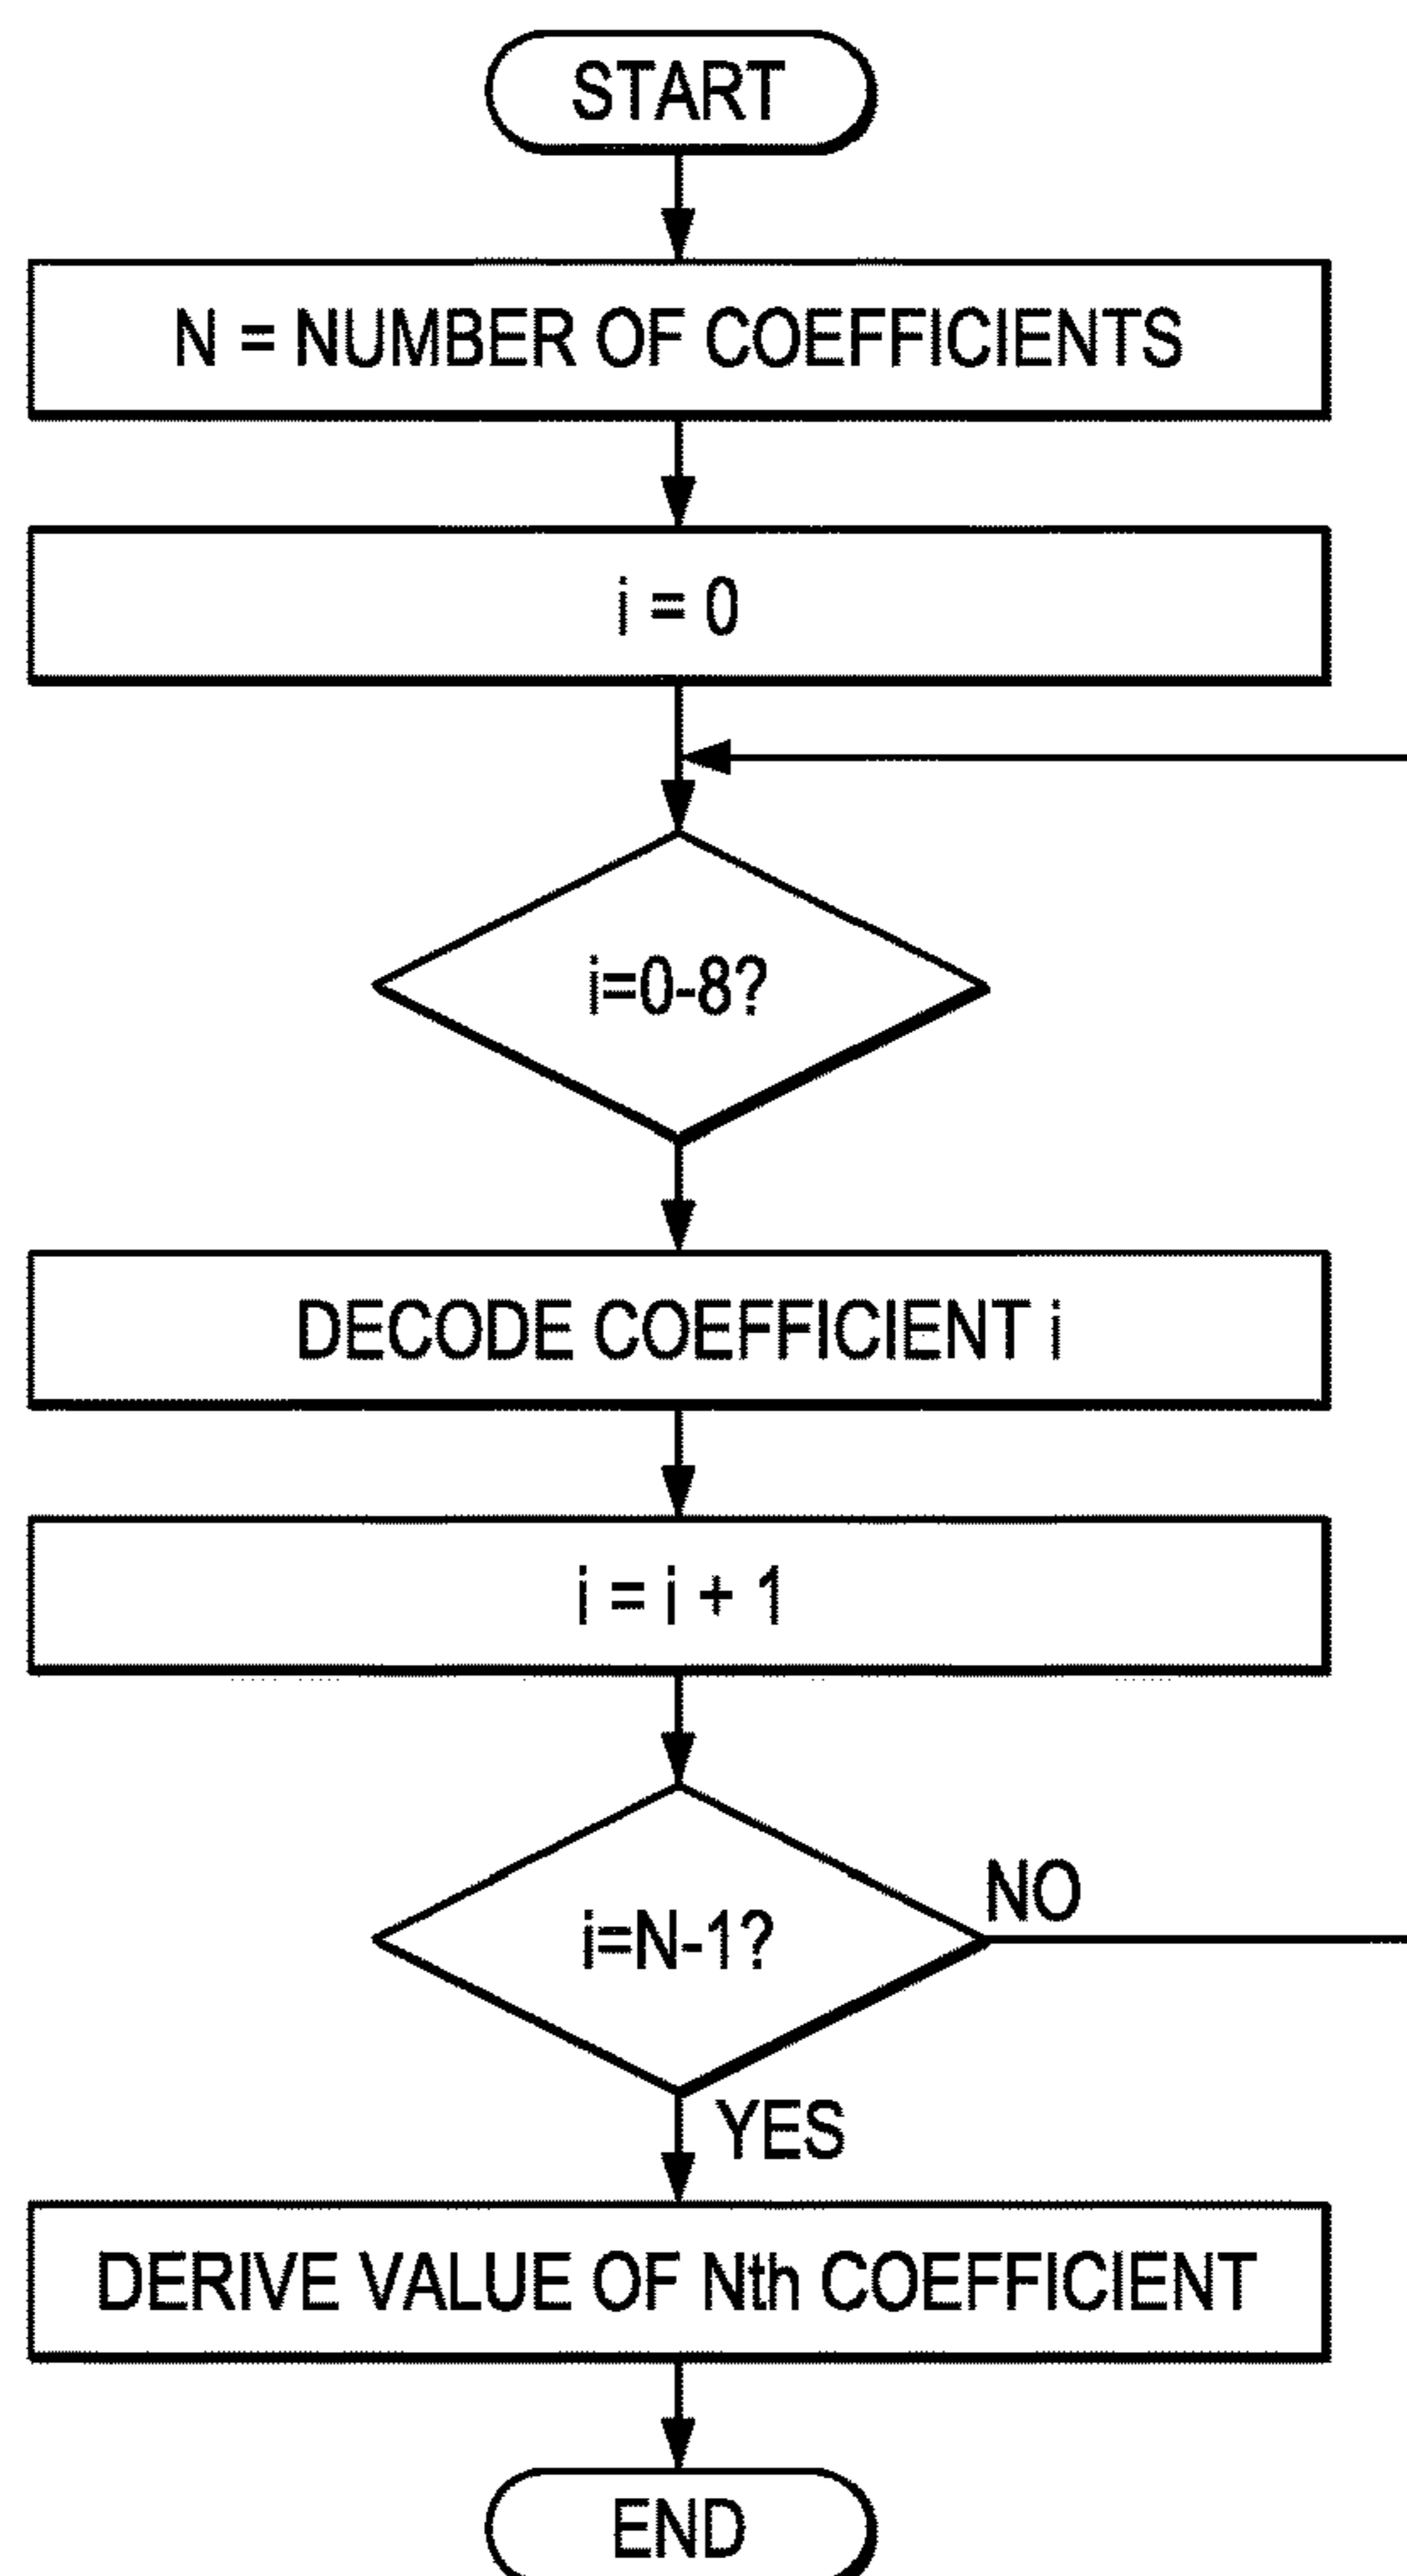 START
N = NUMBER OF COEFFICIENTS
i = 0
i=0-8?
DECODE COEFFICIENT i
i = i + 1
i=N-1?
NO
YES
DERIVE VALUE OF Nth COEFFICIENT
END